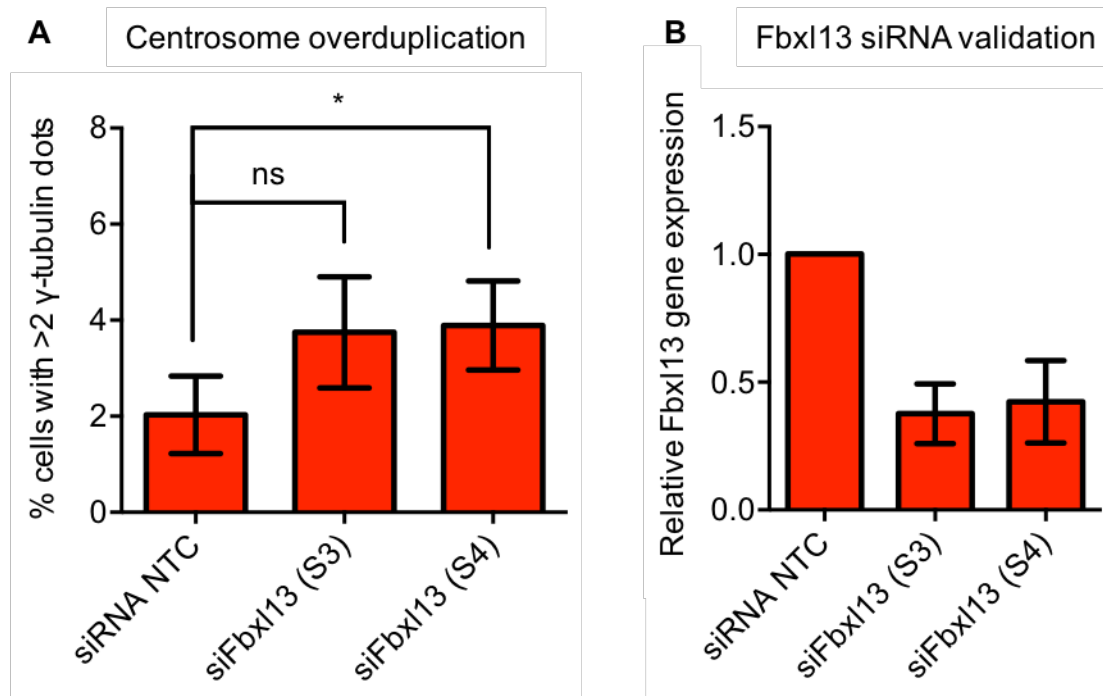 A
Centrosome overduplication
% cells with >2 γ-tubulin dots
8
6
4
2
0
*
ns
siRNA NTC
siFbxl13 (S3)
siFbxl13 (S4)
B
Fbxl13 siRNA validation
Relative Fbxl13 gene expression
1.5
1.0
0.5
0.0
siRNA NTC
siFbxl13 (S3)
siFbxl13 (S4)